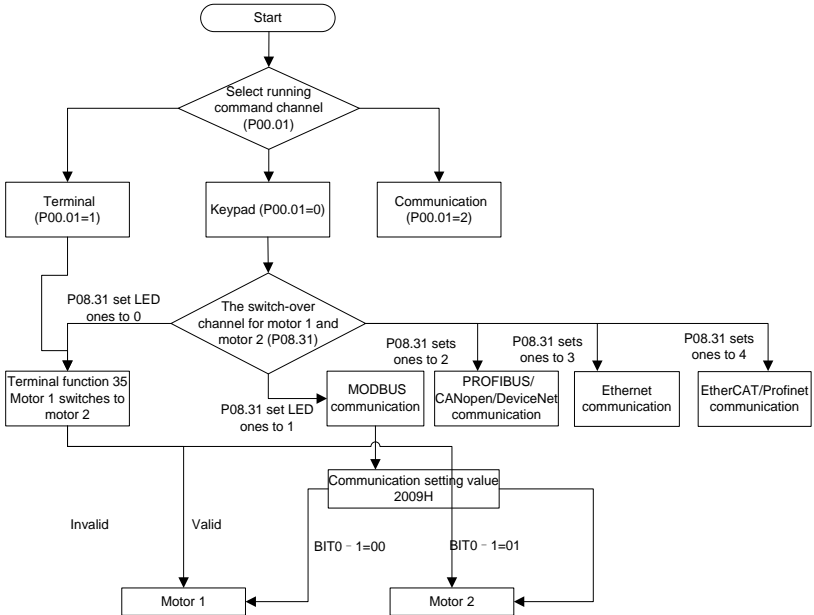 Start
Select running
command channel
(P00.01)
Terminal
(P00.01=1)
Keypad (P00.01=0)
Communication
(P00.01=2)
P08.31 set LED
ones to 0
The switch-over
channel for motor 1 and
motor 2 (P08.31)
P08.31 sets
ones to 2
P08.31 sets
ones to 3
P08.31 sets
ones to 4
Terminal function 35
Motor 1 switches to
motor 2
P08.31 set LED
ones to 1
MODBUS
communication
PROFIBUS/
CANopen/DeviceNet
communication
Ethernet
communication
EtherCAT/Profinet
communication
Communication setting value
2009H
Invalid
Valid
BIT0﹣1=00
BIT0﹣1=01
Motor 1
Motor 2